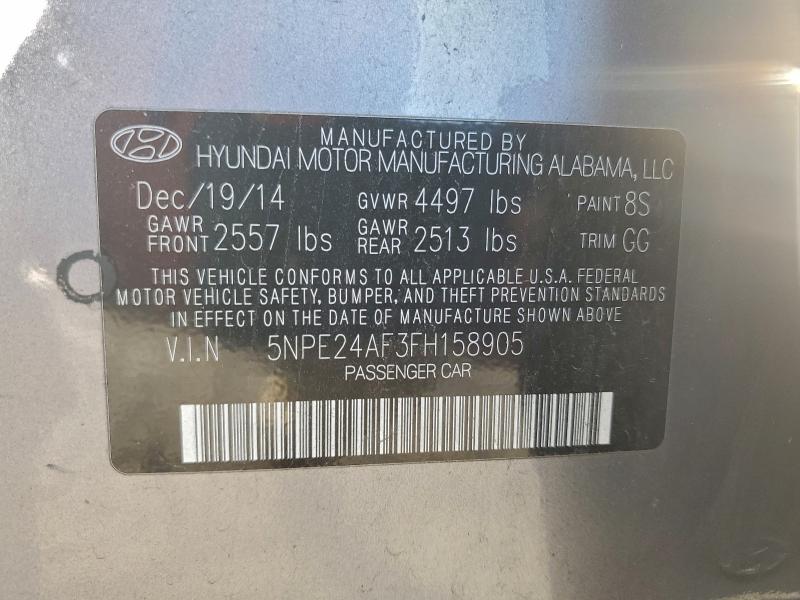 MANUFACTURED BY
HYUNDAI MOTOR MANUFACTURING ALABAMA, LLC
Dec/19/14 GVWR 4497 lbs PAINT 8S
GAWR FRONT 2557 lbs GAWR REAR 2513 lbs TRIM GG
THIS VEHICLE CONFORMS TO ALL APPLICABLE U.S.A. FEDERAL
MOTOR VEHICLE SAFETY, BUMPER, AND THEFT PREVENTION STANDARDS
IN EFFECT ON THE DATE OF MANUFACTURE SHOWN ABOVE
V.I.N 5NPE24AF3FH158905
PASSENGER CAR